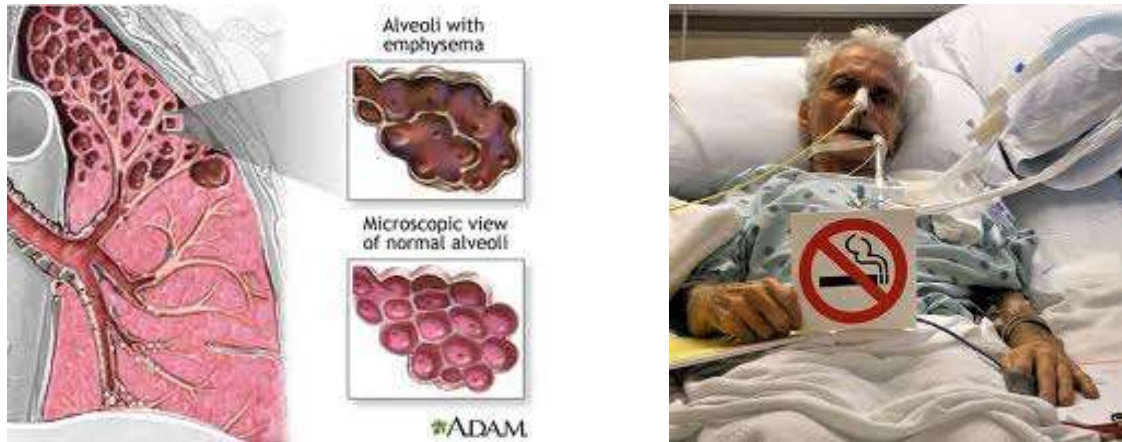 Alveoli with
emphysema
Microscopic view
of normal alveoli
ADAM